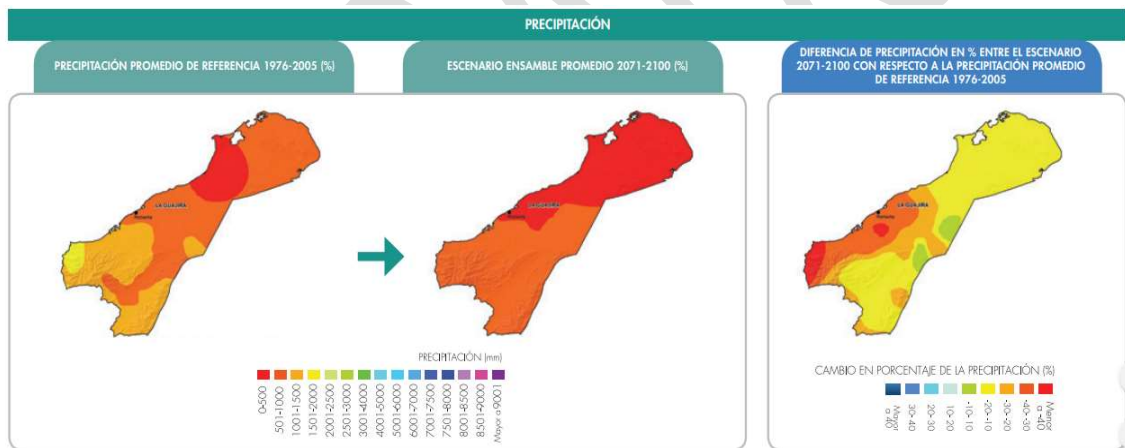 PRECIPITACIÓN
PRECIPITACIÓN PROMEDIO DE REFERENCIA 1976-2005 (%)
ESCENARIO ENSAMBLE PROMEDIO 2071-2100 (%)
DIFERENCIA DE PRECIPITACIÓN EN % ENTRE EL ESCENARIO
2071-2100 CON RESPECTO A LA PRECIPITACIÓN PROMEDIO
DE REFERENCIA 1976-2005
LA GUAJIRA
Riohacha
LA GUAJIRA
Riohacha
LA GUAJIRA
Riohacha
PRECIPITACIÓN (mm)
0-500
501-1000
1001-1500
1501-2000
2001-2500
2501-3000
3001-4000
4001-5000
5001-6000
6001-7000
7001-7500
7501-8000
8001-8500
8501-9000
Mayor a 9001
CAMBIO EN PORCENTAJE DE LA PRECIPITACIÓN (%)
Mayor
a 40
30-40
20-30
10-20
-10-10
-20--10
-30--20
-40--30
Menor
a -40